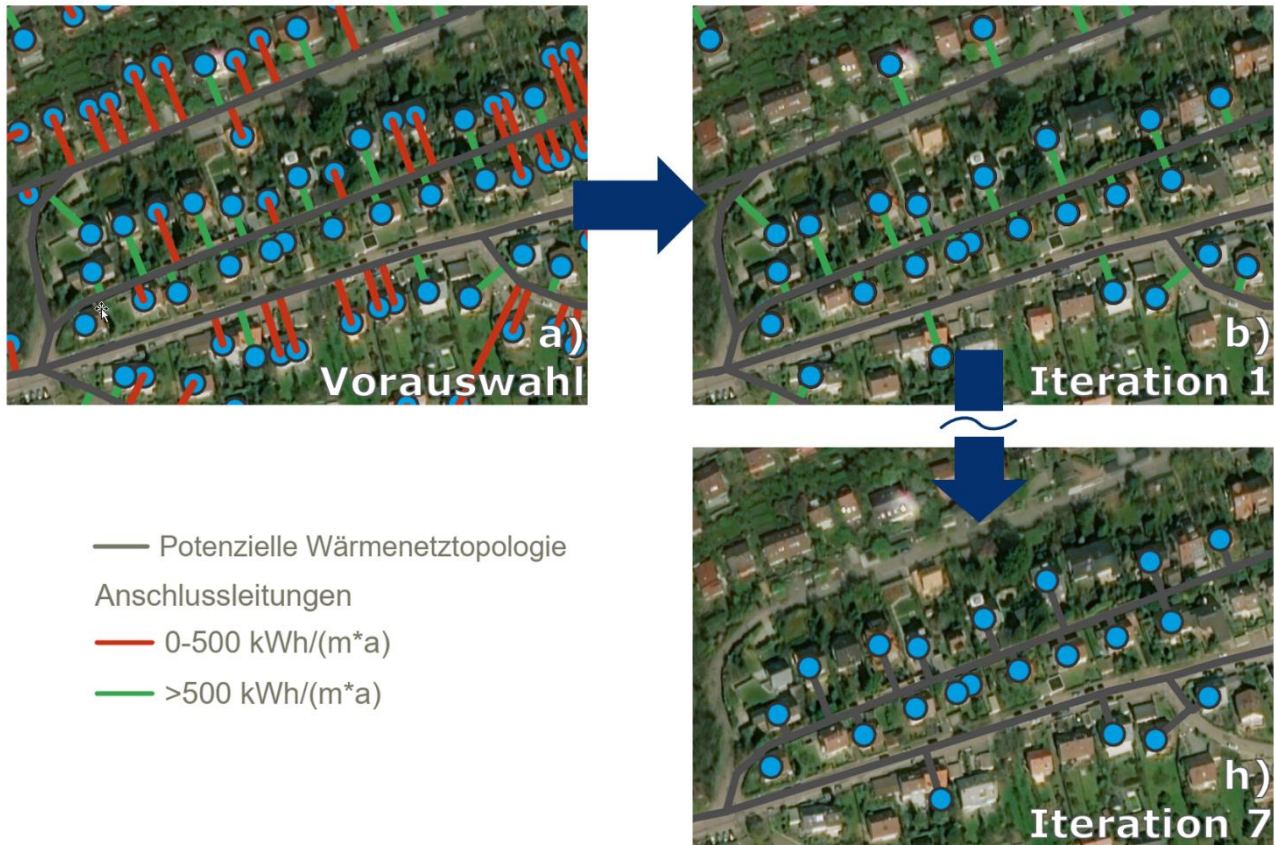 a)
Vorauswahl
b)
Iteration 1
Potenzielle Wärmenetztopologie
Anschlussleitungen
0-500 kWh/(m*a)
>500 kWh/(m*a)
h)
Iteration 7